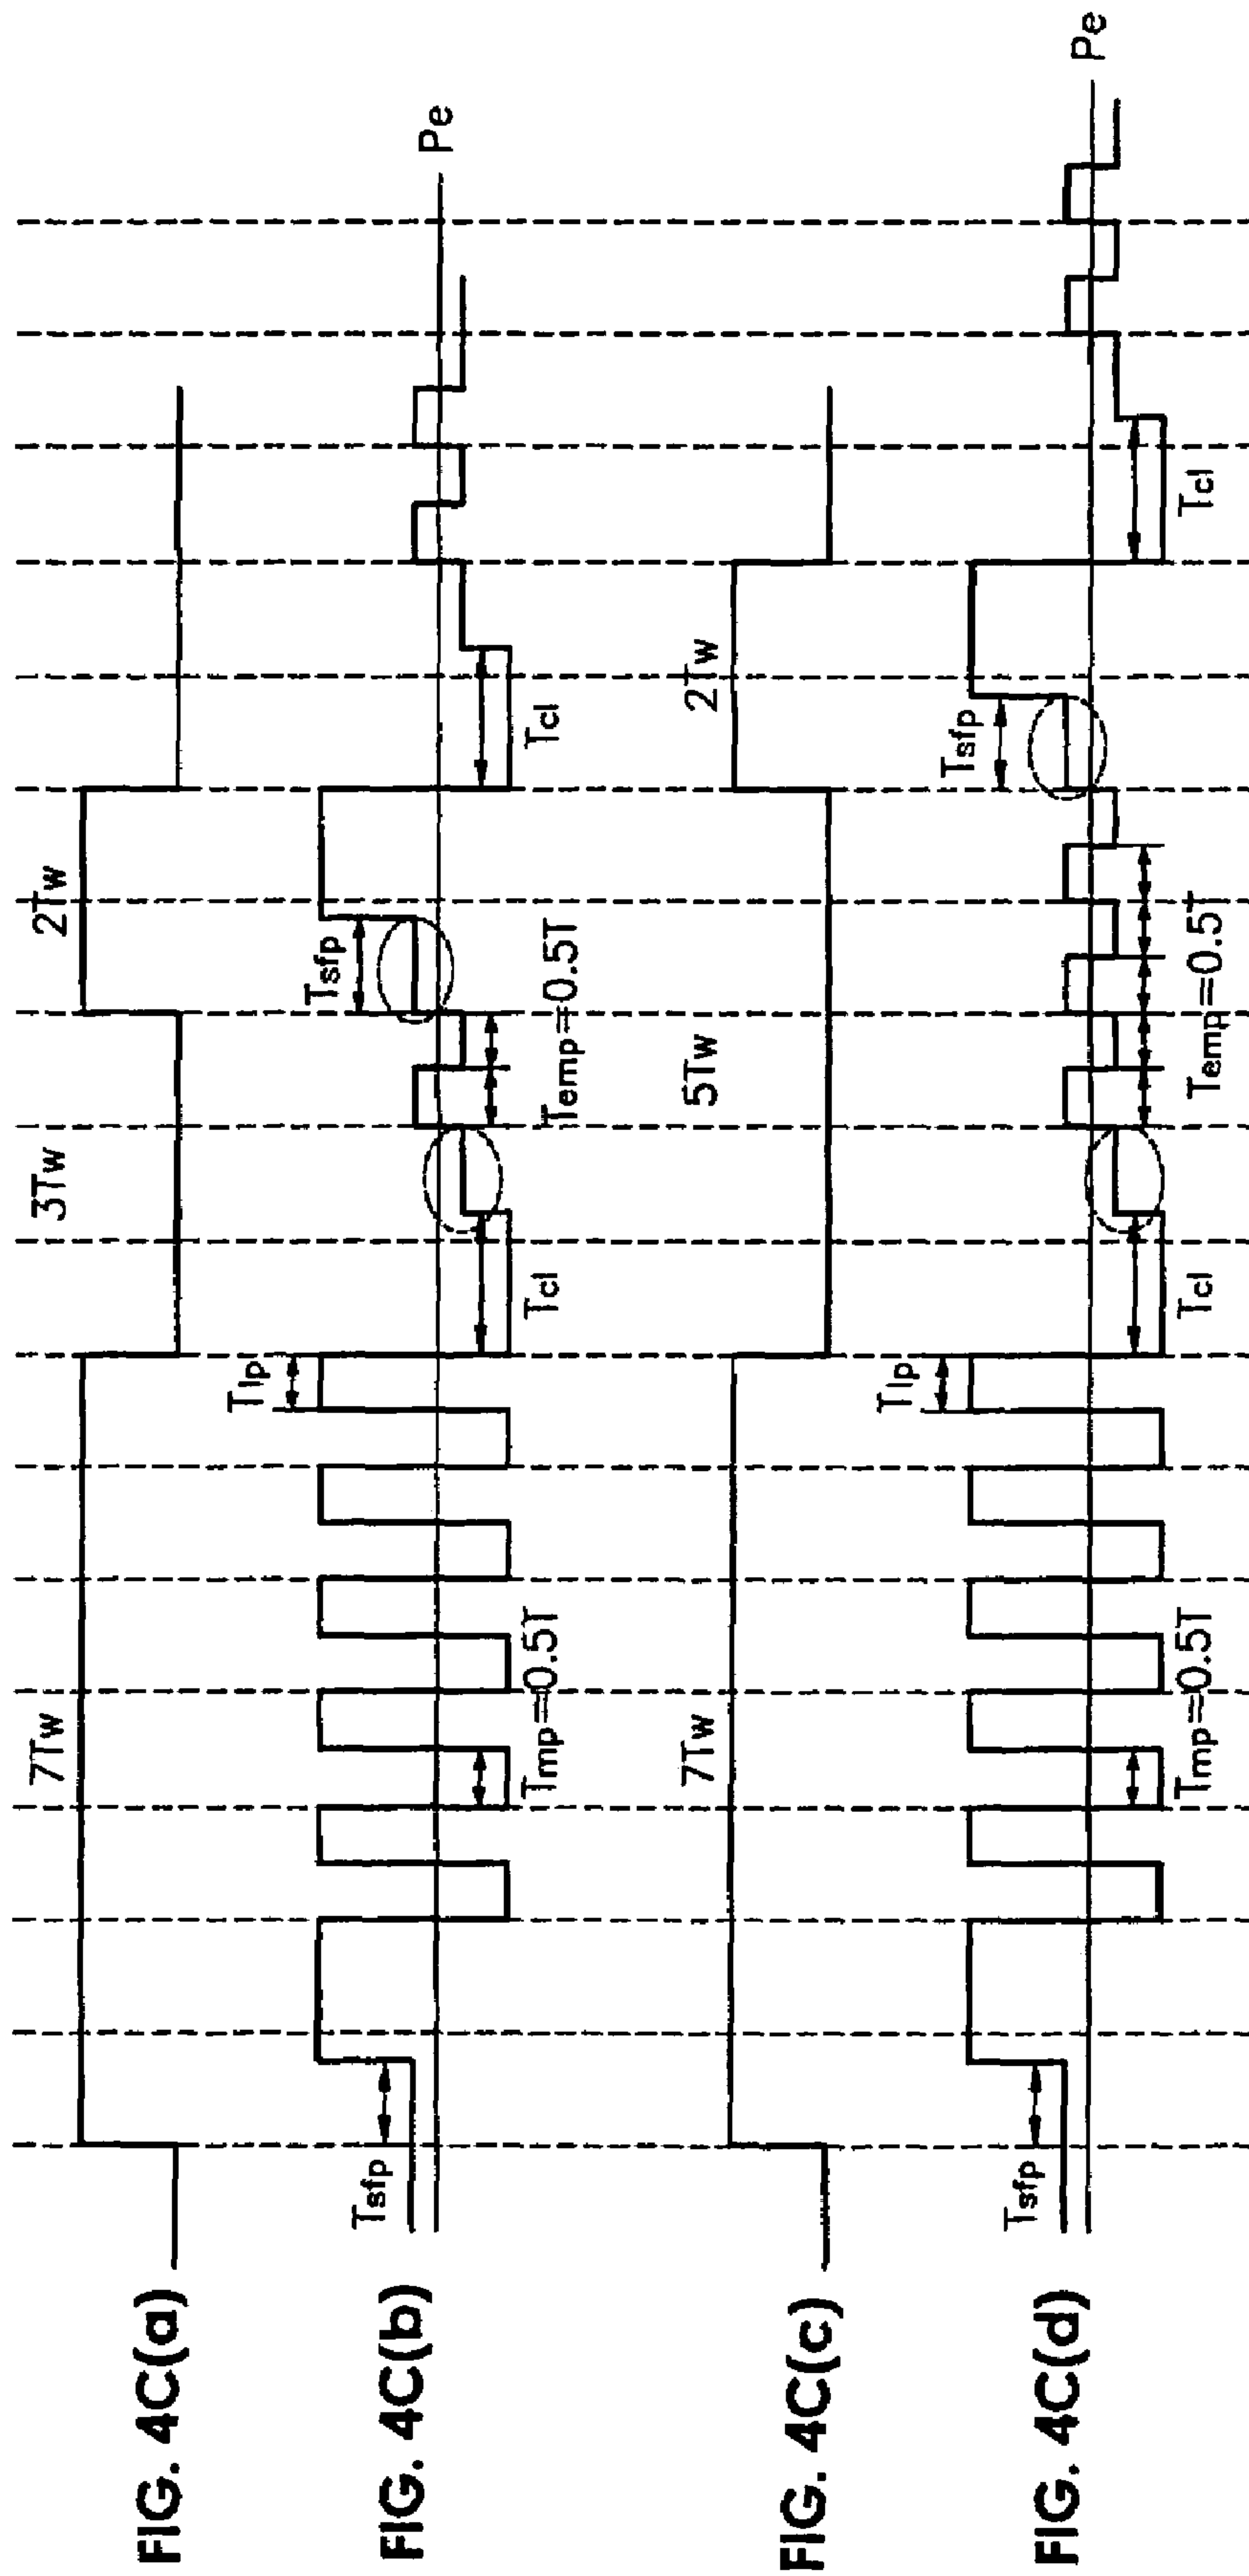 FIG. 4C(a)
7Tw
3Tw
2Tw
FIG. 4C(b)
Tsfp
Tmp=0.5T
Tlp
Tcl
Temp=0.5T
Tsfp
Tcl
Pe
FIG. 4C(c)
7Tw
5Tw
2Tw
FIG. 4C(d)
Tsfp
Tmp=0.5T
Tlp
Tcl
Temp=0.5T
Tsfp
Tcl
Pe